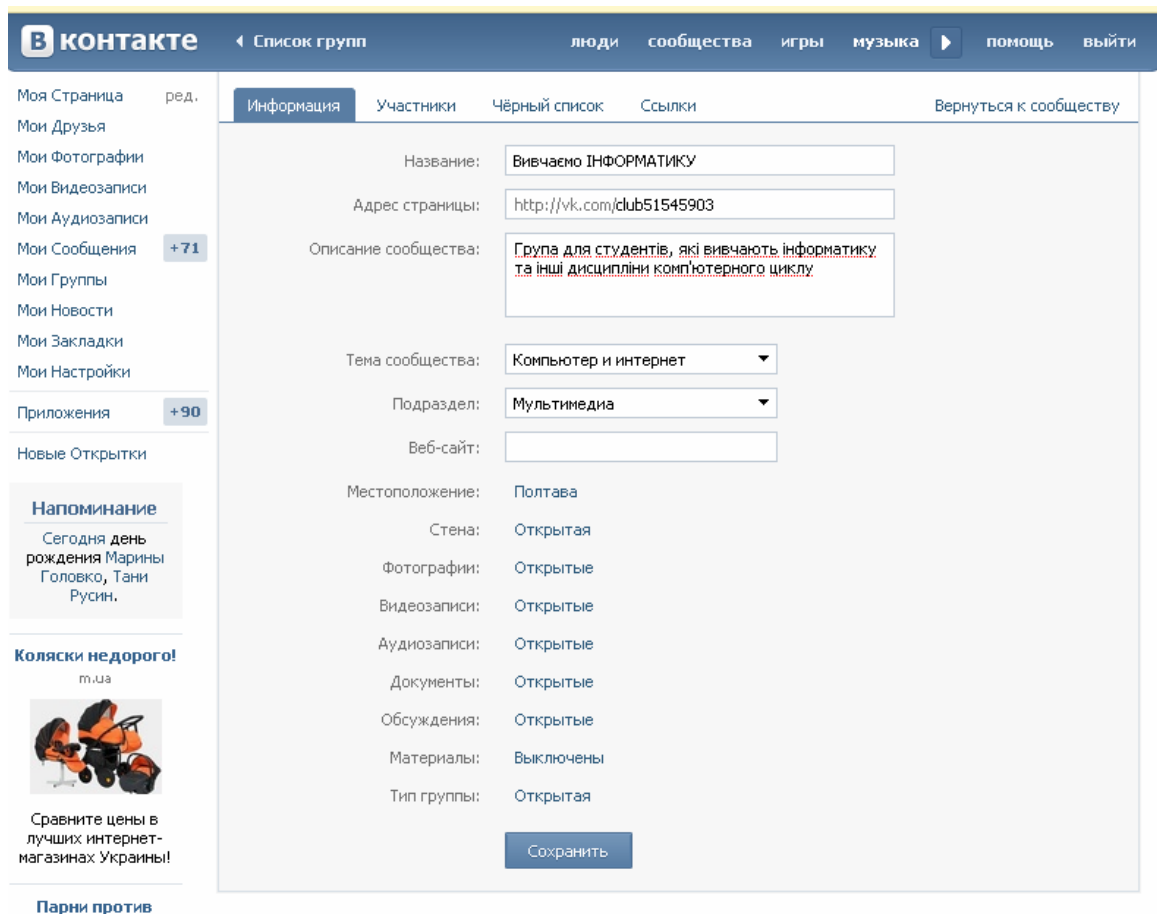 В контакте
Список групп
люди сообщества игры музыка помощь выйти
Моя Страница ред.
Мои Друзья
Мои Фотографии
Мои Видеозаписи
Мои Аудиозаписи
Мои Сообщения +71
Мои Группы
Мои Новости
Мои Закладки
Мои Настройки
Приложения +90
Новые Открытки
Напоминание
Сегодня день
рождения Марины
Головко, Тани
Русин.
Коляски недорого!
m.ua
Сравните цены в
лучших интернет-
магазинах Украины!
Парни против
Информация Участники Чёрный список Ссылки Вернуться к сообществу
Название: Вивчаємо ІНФОРМАТИКУ
Адрес страницы: http://vk.com/club51545903
Описание сообщества: Група для студентів, які вивчають інформатику
та інші дисципліни комп'ютерного циклу
Тема сообщества: Компьютер и интернет
Подраздел: Мультимедиа
Веб-сайт:
Местоположение: Полтава
Стена: Открытая
Фотографии: Открытые
Видеозаписи: Открытые
Аудиозаписи: Открытые
Документы: Открытые
Обсуждения: Открытые
Материалы: Выключены
Тип группы: Открытая
Сохранить